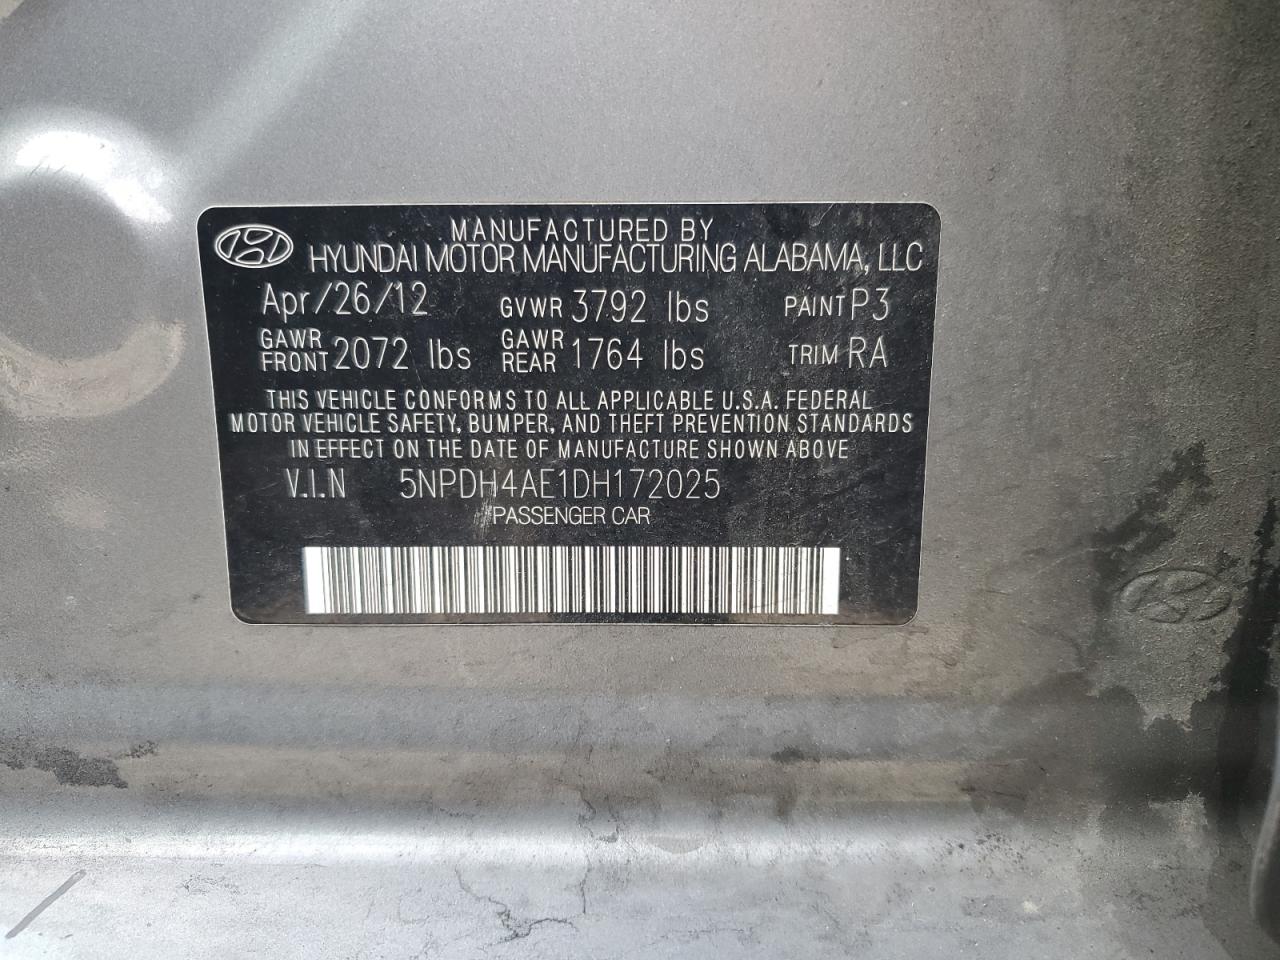 MANUFACTURED BY
HYUNDAI MOTOR MANUFACTURING ALABAMA, LLC
Apr/26/12 GVWR 3792 lbs PAINT P3
GAWR FRONT 2072 lbs GAWR REAR 1764 lbs TRIM RA
THIS VEHICLE CONFORMS TO ALL APPLICABLE U.S.A. FEDERAL
MOTOR VEHICLE SAFETY, BUMPER, AND THEFT PREVENTION STANDARDS
IN EFFECT ON THE DATE OF MANUFACTURE SHOWN ABOVE
V.I.N 5NPDH4AE1DH172025
PASSENGER CAR